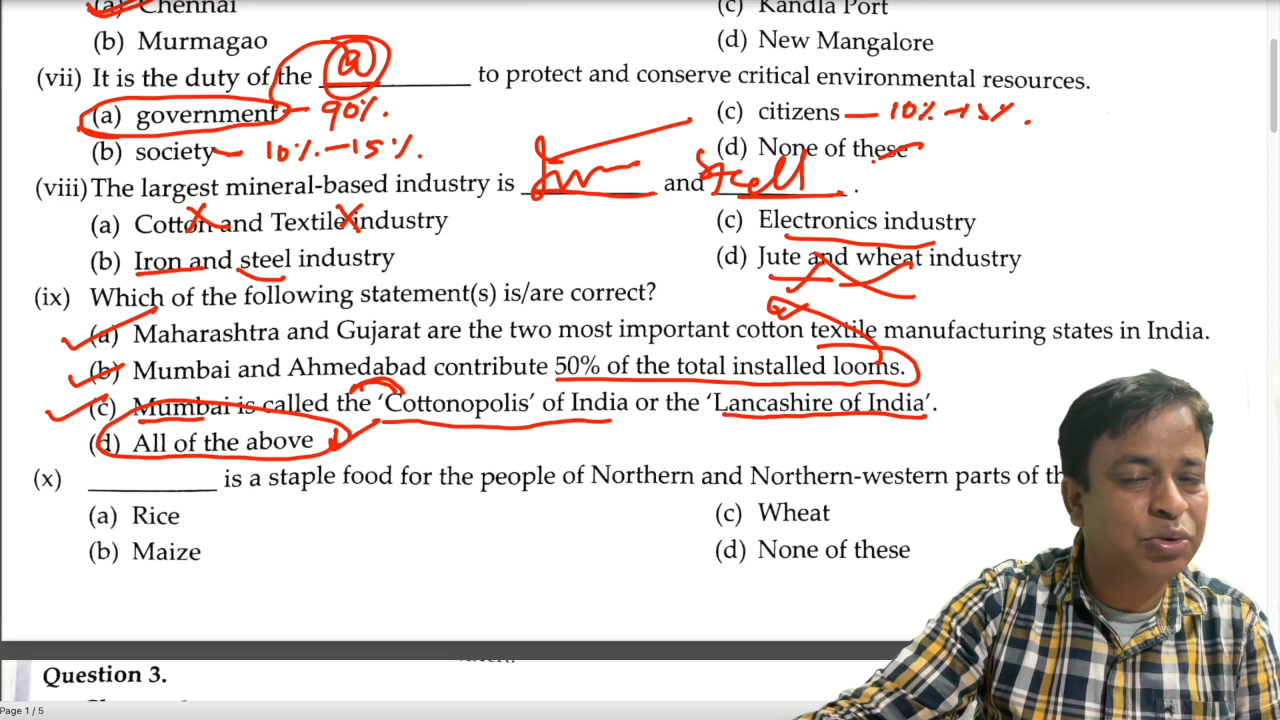 (a) Chennai (c) Kandla Port
(b) Murmagao (d) New Mangalore
a
(vii) It is the duty of the __________ to protect and conserve critical environmental resources.
(a) government 90%. (c) citizens — 10% – 15%.
(b) society — 10%. – 15%. (d) None of these
(viii) The largest mineral-based industry is __________ and __________.
(a) Cotton and Textile industry (c) Electronics industry
(b) Iron and steel industry (d) Jute and wheat industry
(ix) Which of the following statement(s) is/are correct?
(a) Maharashtra and Gujarat are the two most important cotton textile manufacturing states in India.
(b) Mumbai and Ahmedabad contribute 50% of the total installed looms.
(c) Mumbai is called the 'Cottonopolis' of India or the 'Lancashire of India'.
(d) All of the above
(x) __________ is a staple food for the people of Northern and Northern-western parts of th
(a) Rice (c) Wheat
(b) Maize (d) None of these
Question 3.
Page 1 / 5